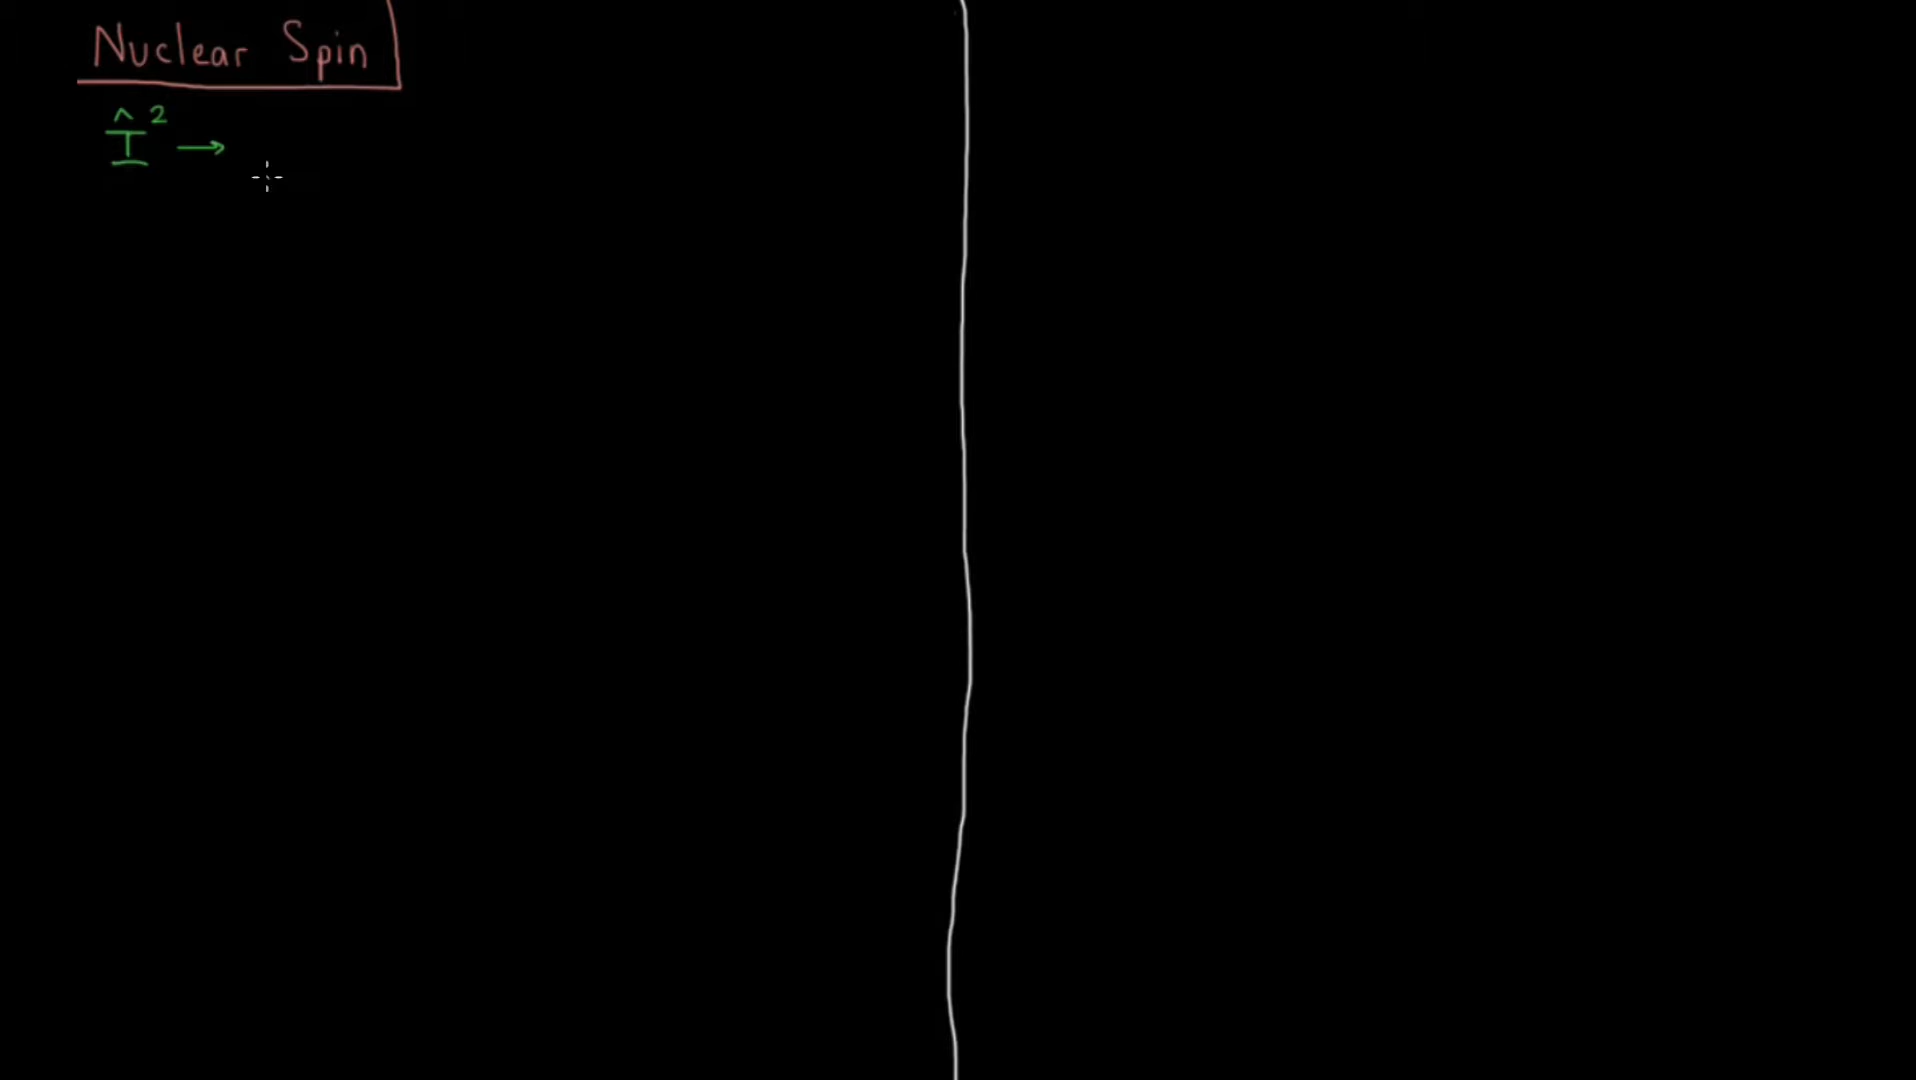 Nuclear Spin
Î² →